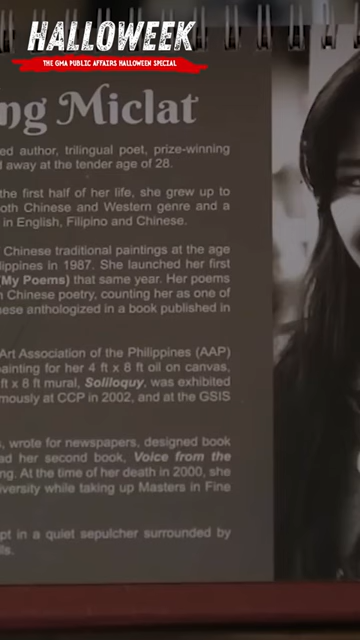 HALLOWEEK
THE GMA PUBLIC AFFAIRS HALLOWEEN SPECIAL
ng Miclat
ed author, trilingual poet, prize-winning
away at the tender age of 28.
the first half of her life, she grew up to
oth Chinese and Western genre and a
in English, Filipino and Chinese.
Chinese traditional paintings at the age
ippines in 1987. She launched her first
(My Poems) that same year. Her poems
Chinese poetry, counting her as one of
ese anthologized in a book published in
Art Association of the Philippines (AAP)
ainting for her 4 ft x 8 ft oil on canvas,
ft x 8 ft mural, Soliloquy, was exhibited
mously at CCP in 2002, and at the GSIS
, wrote for newspapers, designed book
ad her second book, Voice from the
ng. At the time of her death in 2000, she
versity while taking up Masters in Fine
pt in a quiet sepulcher surrounded by
ls.